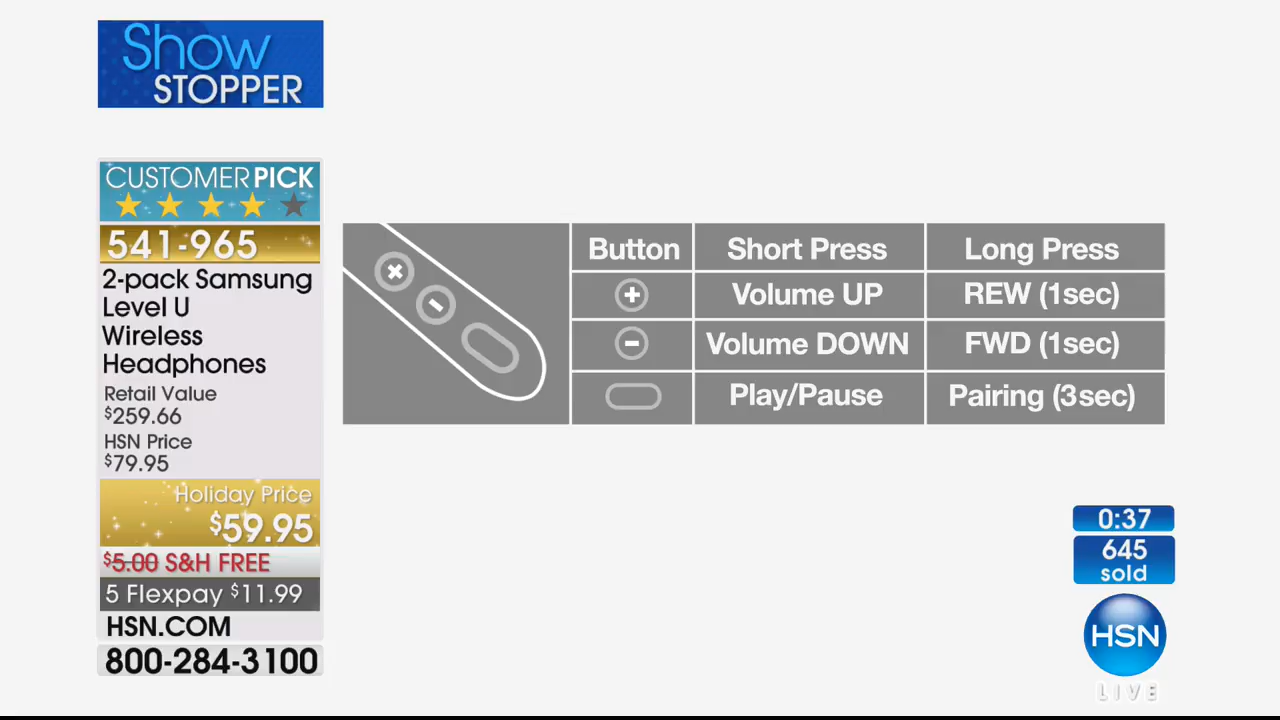 Show
STOPPER
CUSTOMERPICK
541-965
2-pack Samsung
Level U
Wireless
Headphones
Retail Value
$259.66
HSN Price
$79.95
Holiday Price
$59.95
$5.00 S&H FREE
5 Flexpay $11.99
HSN.COM
800-284-3100
Button Short Press Long Press
+ Volume UP REW (1sec)
- Volume DOWN FWD (1sec)
Play/Pause Pairing (3sec)
0:37
645
sold
HSN
LIVE